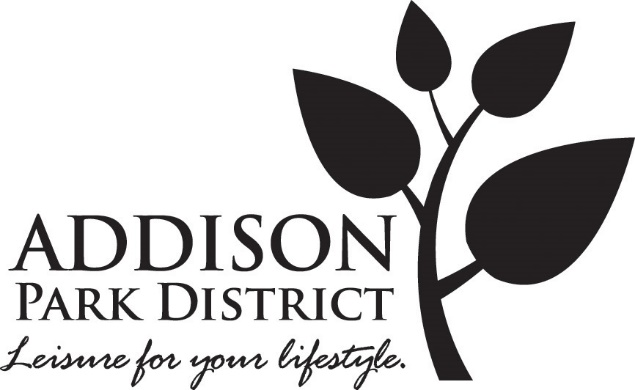 ADDISON
PARK DISTRICT
Leisure for your lifestyle.